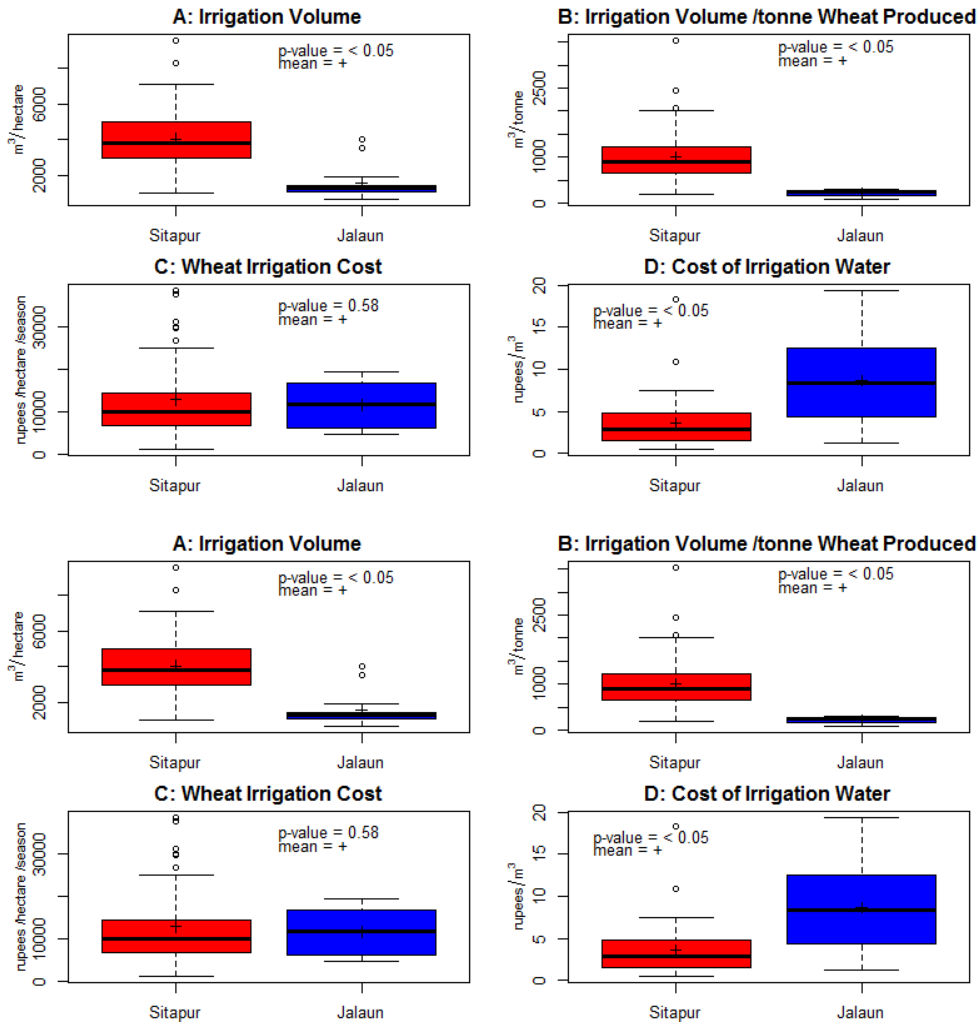 A: Irrigation Volume
p-value = < 0.05
mean = +
m³/hectare
2000
6000
Sitapur
Jalaun
B: Irrigation Volume /tonne Wheat Produced
p-value = < 0.05
mean = +
m³/tonne
0
1000
2500
Sitapur
Jalaun
C: Wheat Irrigation Cost
p-value = 0.58
mean = +
rupees /hectare /season
0
10000
30000
Sitapur
Jalaun
D: Cost of Irrigation Water
p-value = < 0.05
mean = +
rupees/m³
0
5
10
15
20
Sitapur
Jalaun
A: Irrigation Volume
p-value = < 0.05
mean = +
m³/hectare
2000
6000
Sitapur
Jalaun
B: Irrigation Volume /tonne Wheat Produced
p-value = < 0.05
mean = +
m³/tonne
0
1000
2500
Sitapur
Jalaun
C: Wheat Irrigation Cost
p-value = 0.58
mean = +
rupees /hectare /season
0
10000
30000
Sitapur
Jalaun
D: Cost of Irrigation Water
p-value = < 0.05
mean = +
rupees/m³
0
5
10
15
20
Sitapur
Jalaun